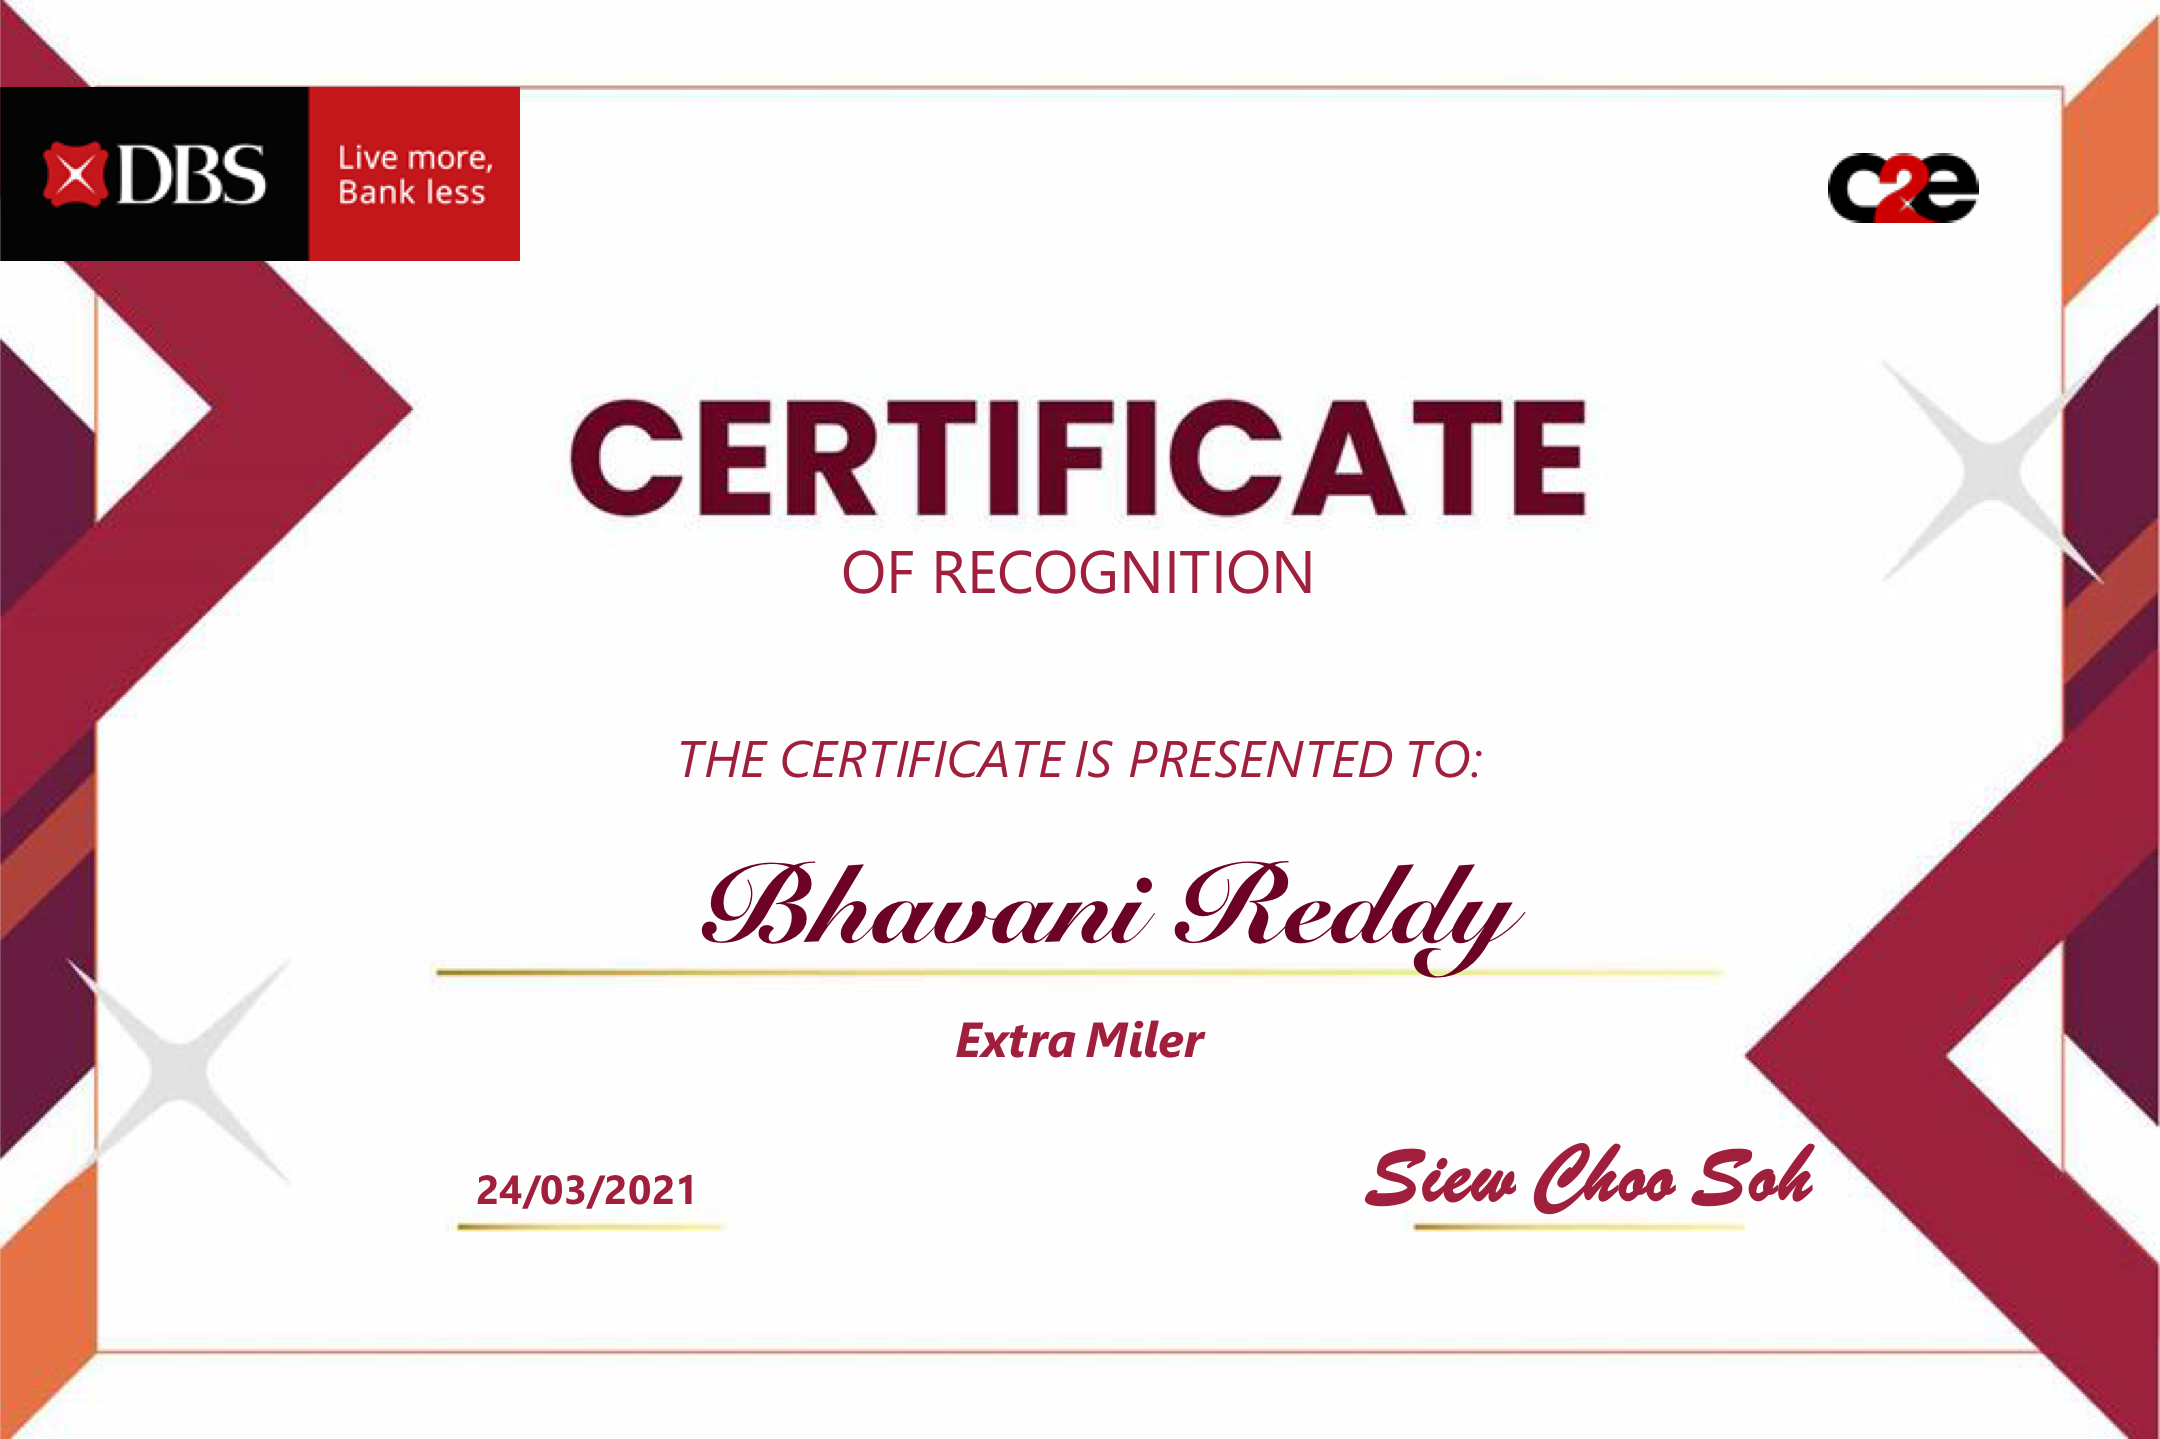 DBS
Live more,
Bank less
c2e
CERTIFICATE
OF RECOGNITION
THE CERTIFICATE IS PRESENTED TO:
Bhavani Reddy
Extra Miler
24/03/2021
Siew Choo Soh